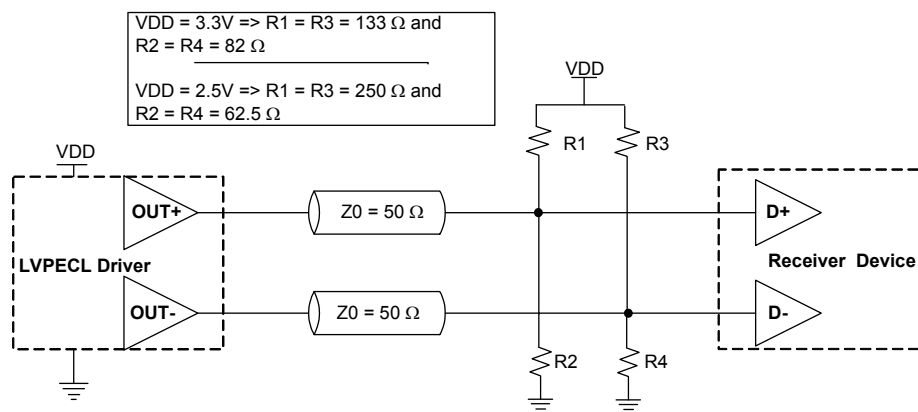 VDD = 3.3V => R1 = R3 = 133 Ω and
R2 = R4 = 82 Ω
VDD = 2.5V => R1 = R3 = 250 Ω and
R2 = R4 = 62.5 Ω
VDD
VDD
R1
R3
OUT+
Z0 = 50 Ω
D+
LVPECL Driver
Receiver Device
OUT-
Z0 = 50 Ω
D-
R2
R4